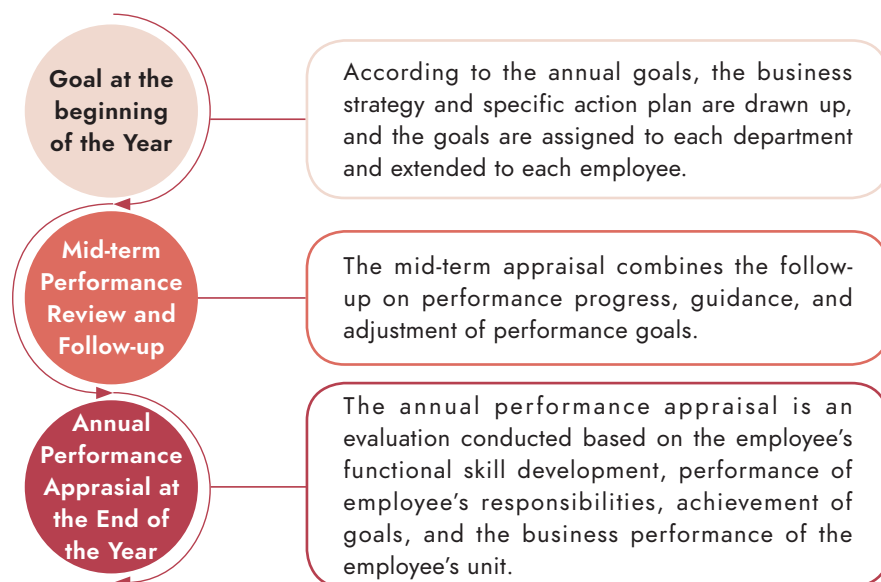 Goal at the
beginning
of the Year
According to the annual goals, the business
strategy and specific action plan are drawn up,
and the goals are assigned to each department
and extended to each employee.
Mid-term
Performance
Review and
Follow-up
The mid-term appraisal combines the follow-
up on performance progress, guidance, and
adjustment of performance goals.
Annual
Performance
Apprasial at
the End of
the Year
The annual performance appraisal is an
evaluation conducted based on the employee’s
functional skill development, performance of
employee’s responsibilities, achievement of
goals, and the business performance of the
employee’s unit.